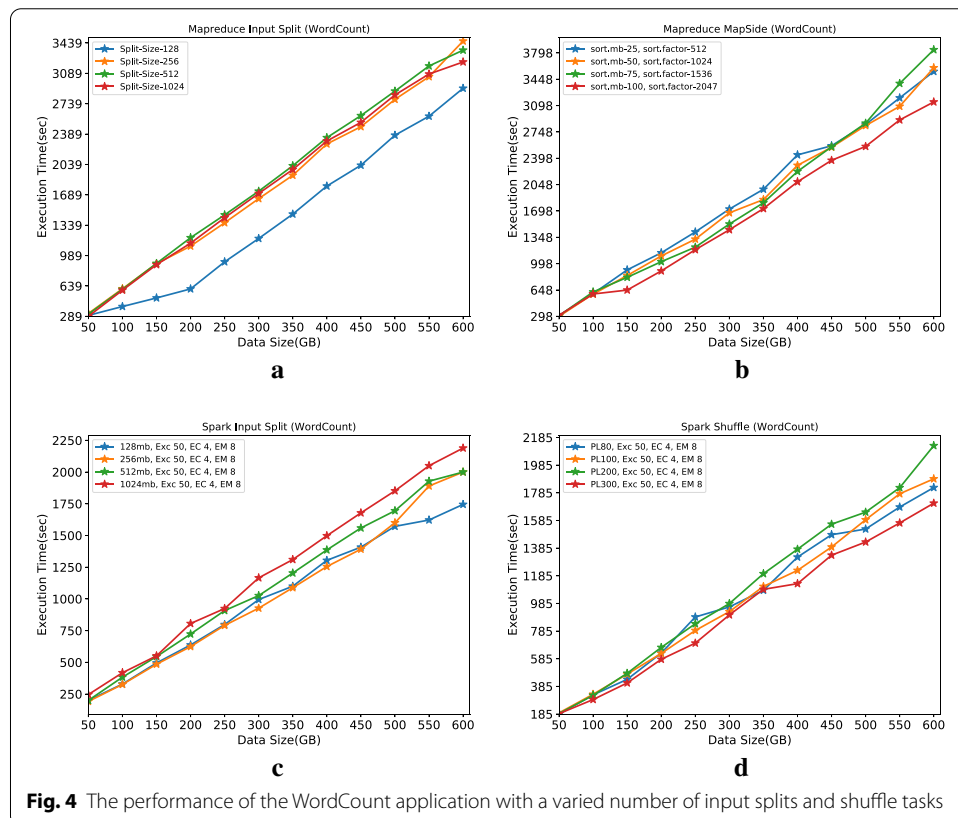 Mapreduce Input Split (WordCount)
Execution Time(sec)
3439
3089
2739
2389
2039
1689
1339
989
639
289
Split-Size-128
Split-Size-256
Split-Size-512
Split-Size-1024
50 100 150 200 250 300 350 400 450 500 550 600
Data Size(GB)
a
Mapreduce MapSide (WordCount)
Execution Time(sec)
3798
3448
3098
2748
2398
2048
1698
1348
998
648
298
sort.mb-25, sort.factor-512
sort.mb-50, sort.factor-1024
sort.mb-75, sort.factor-1536
sort.mb-100, sort.factor-2047
50 100 150 200 250 300 350 400 450 500 550 600
Data Size(GB)
b
Spark Input Split (WordCount)
Execution Time(sec)
2250
2000
1750
1500
1250
1000
750
500
250
128mb, Exc 50, EC 4, EM 8
256mb, Exc 50, EC 4, EM 8
512mb, Exc 50, EC 4, EM 8
1024mb, Exc 50, EC 4, EM 8
50 100 150 200 250 300 350 400 450 500 550 600
Data Size(GB)
c
Spark Shuffle (WordCount)
Execution Time(sec)
2185
1985
1785
1585
1385
1185
985
785
585
385
185
PL80, Exc 50, EC 4, EM 8
PL100, Exc 50, EC 4, EM 8
PL200, Exc 50, EC 4, EM 8
PL300, Exc 50, EC 4, EM 8
50 100 150 200 250 300 350 400 450 500 550 600
Data Size(GB)
d
Fig. 4 The performance of the WordCount application with a varied number of input splits and shuffle tasks